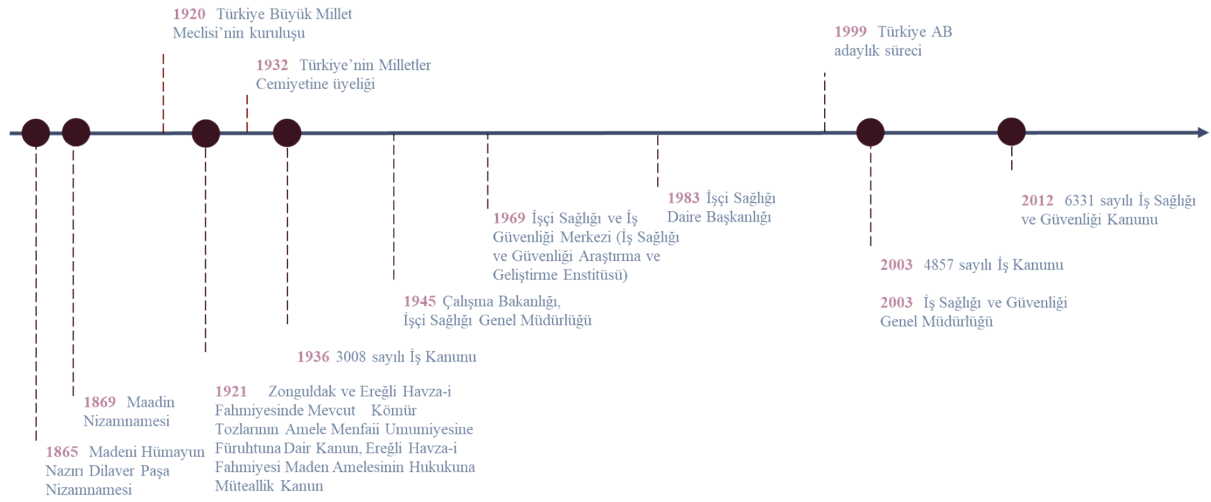 1920 Türkiye Büyük Millet
Meclisi’nin kuruluşu
1932 Türkiye’nin Milletler
Cemiyetine üyeliği
1999 Türkiye AB
adaylık süreci
1983 İşçi Sağlığı
Daire Başkanlığı
2012 6331 sayılı İş Sağlığı
ve Güvenliği Kanunu
1969 İşçi Sağlığı ve İş
Güvenliği Merkezi (İş Sağlığı
ve Güvenliği Araştırma ve
Geliştirme Enstitüsü)
2003 4857 sayılı İş Kanunu
2003 İş Sağlığı ve Güvenliği
Genel Müdürlüğü
1945 Çalışma Bakanlığı,
İşçi Sağlığı Genel Müdürlüğü
1936 3008 sayılı İş Kanunu
1921 Zonguldak ve Ereğli Havza-i
Fahmiyesinde Mevcut Kömür
Tozlarının Amele Menfaii Umumiyesine
Füruhtuna Dair Kanun, Ereğli Havza-i
Fahmiyesi Maden Amelesinin Hukukuna
Müteallik Kanun
1869 Maadin
Nizamnamesi
1865 Madeni Hümayun
Nazırı Dilaver Paşa
Nizamnamesi